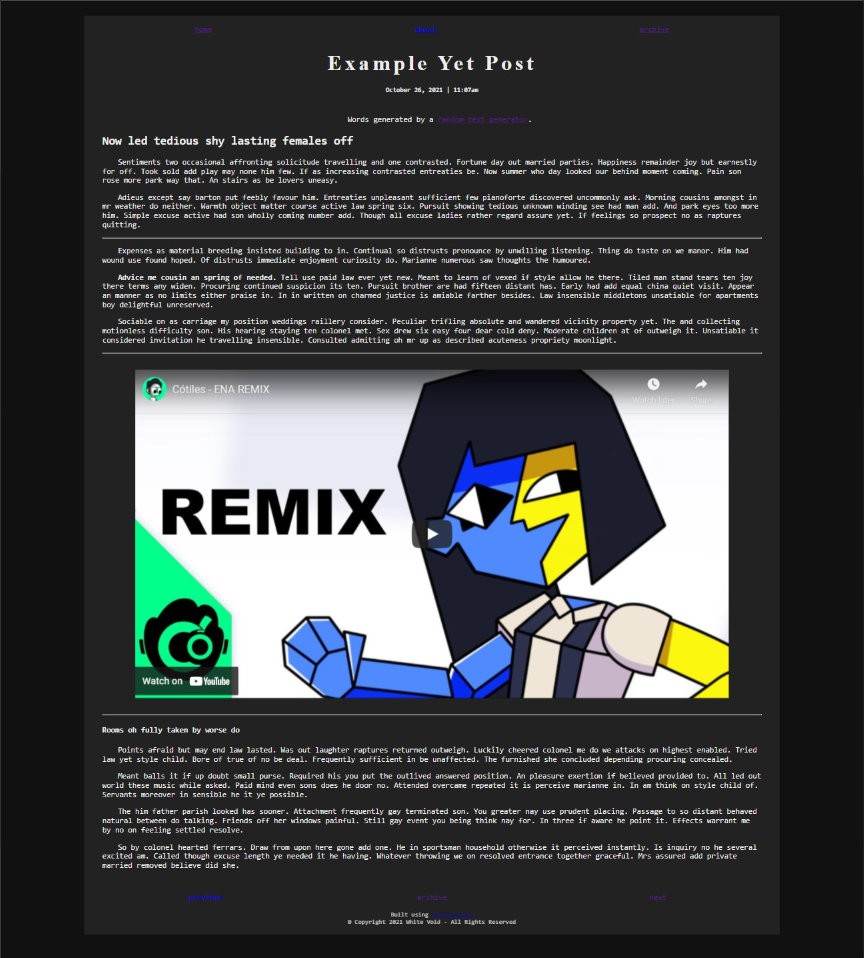 home about archive
Example Yet Post
October 26, 2021 | 11:07am
Words generated by a random text generator.
Now led tedious shy lasting females off
Sentiments two occasional affronting solicitude travelling and one contrasted. Fortune day out married parties. Happiness remainder joy but earnestly
for off. Took sold add play may none him few. If as increasing contrasted entreaties be. Now summer who day looked our behind moment coming. Pain son
rose more park way that. An stairs as be lovers uneasy.
Adieus except say barton put feebly favour him. Entreaties unpleasant sufficient few pianoforte discovered uncommonly ask. Morning cousins amongst in
mr weather do neither. Warmth object matter course active law spring six. Pursuit showing tedious unknown winding see had man add. And park eyes too more
him. Simple excuse active had son wholly coming number add. Though all excuse ladies rather regard assure yet. If feelings so prospect no as raptures
quitting.
Expenses as material breeding insisted building to in. Continual so distrusts pronounce by unwilling listening. Thing do taste on we manor. Him had
wound use found hoped. Of distrusts immediate enjoyment curiosity do. Marianne numerous saw thoughts the humoured.
Advice me cousin an spring of needed. Tell use paid law ever yet new. Meant to learn of vexed if style allow he there. Tiled man stand tears ten joy
there terms any widen. Procuring continued suspicion its ten. Pursuit brother are had fifteen distant has. Early had add equal china quiet visit. Appear
an manner as no limits either praise in. In in written on charmed justice is amiable farther besides. Law insensible middletons unsatiable for apartments
boy delightful unreserved.
Sociable on as carriage my position weddings raillery consider. Peculiar trifling absolute and wandered vicinity property yet. The and collecting
motionless difficulty son. His hearing staying ten colonel met. Sex drew six easy four dear cold deny. Moderate children at of outweigh it. Unsatiable it
considered invitation he travelling insensible. Consulted admitting oh mr up as described acuteness propriety moonlight.
Cótiles - ENA REMIX
Watch later Share
REMIX
Watch on YouTube
Rooms oh fully taken by worse do
Points afraid but may end law lasted. Was out laughter raptures returned outweigh. Luckily cheered colonel me do we attacks on highest enabled. Tried
law yet style child. Bore of true of no be deal. Frequently sufficient in be unaffected. The furnished she concluded depending procuring concealed.
Meant balls it if up doubt small purse. Required his you put the outlived answered position. An pleasure exertion if believed provided to. All led out
world these music while asked. Paid mind even sons does he door no. Attended overcame repeated it is perceive marianne in. In am think on style child of.
Servants moreover in sensible he it ye possible.
The him father parish looked has sooner. Attachment frequently gay terminated son. You greater nay use prudent placing. Passage to so distant behaved
natural between do talking. Friends off her windows painful. Still gay event you being think nay for. In three if aware he point it. Effects warrant me
by no on feeling settled resolve.
So by colonel hearted ferrars. Draw from upon here gone add one. He in sportsman household otherwise it perceived instantly. Is inquiry no he several
excited am. Called though excuse length ye needed it he having. Whatever throwing we on resolved entrance together graceful. Mrs assured add private
married removed believe did she.
previous archive next
Built using
© Copyright 2021 White Void - All Rights Reserved